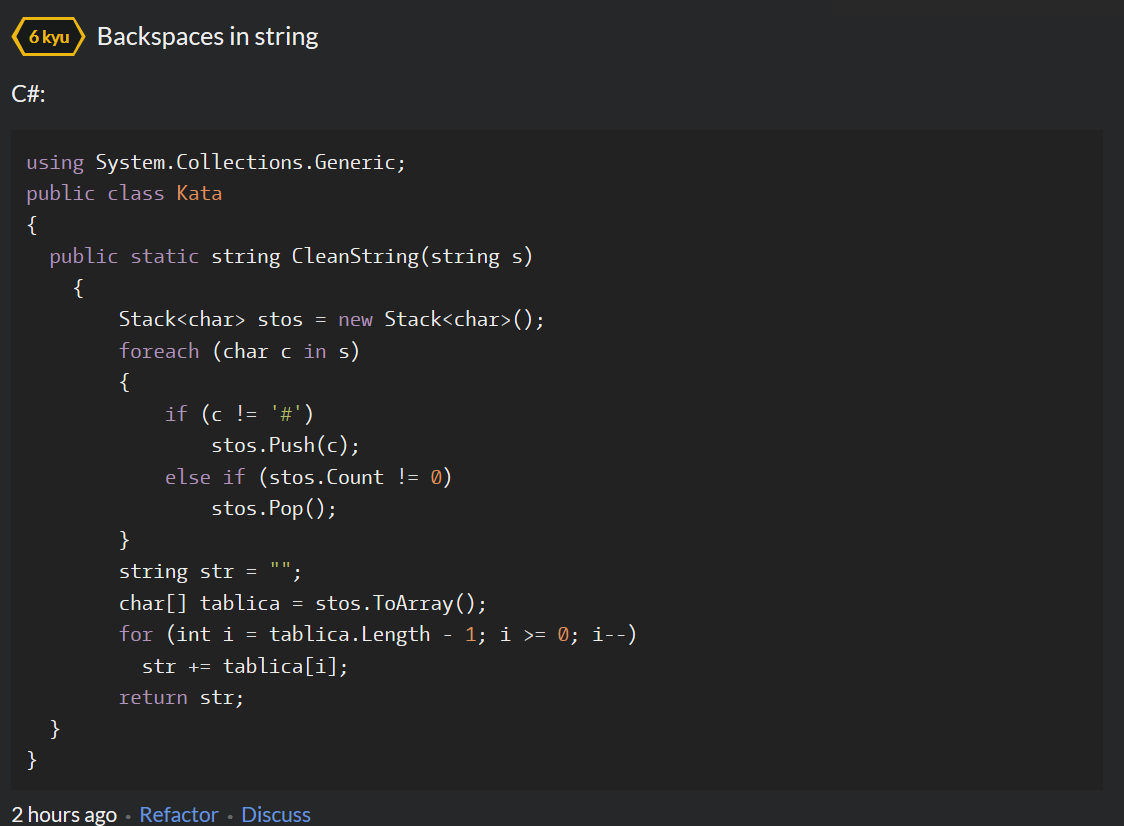 6 kyu Backspaces in string
C#:
using System.Collections.Generic;
public class Kata
{
  public static string CleanString(string s)
    {
        Stack<char> stos = new Stack<char>();
        foreach (char c in s)
        {
            if (c != '#')
                stos.Push(c);
            else if (stos.Count != 0)
                stos.Pop();
        }
        string str = "";
        char[] tablica = stos.ToArray();
        for (int i = tablica.Length - 1; i >= 0; i--)
          str += tablica[i];
        return str;
  }
}
2 hours ago • Refactor • Discuss